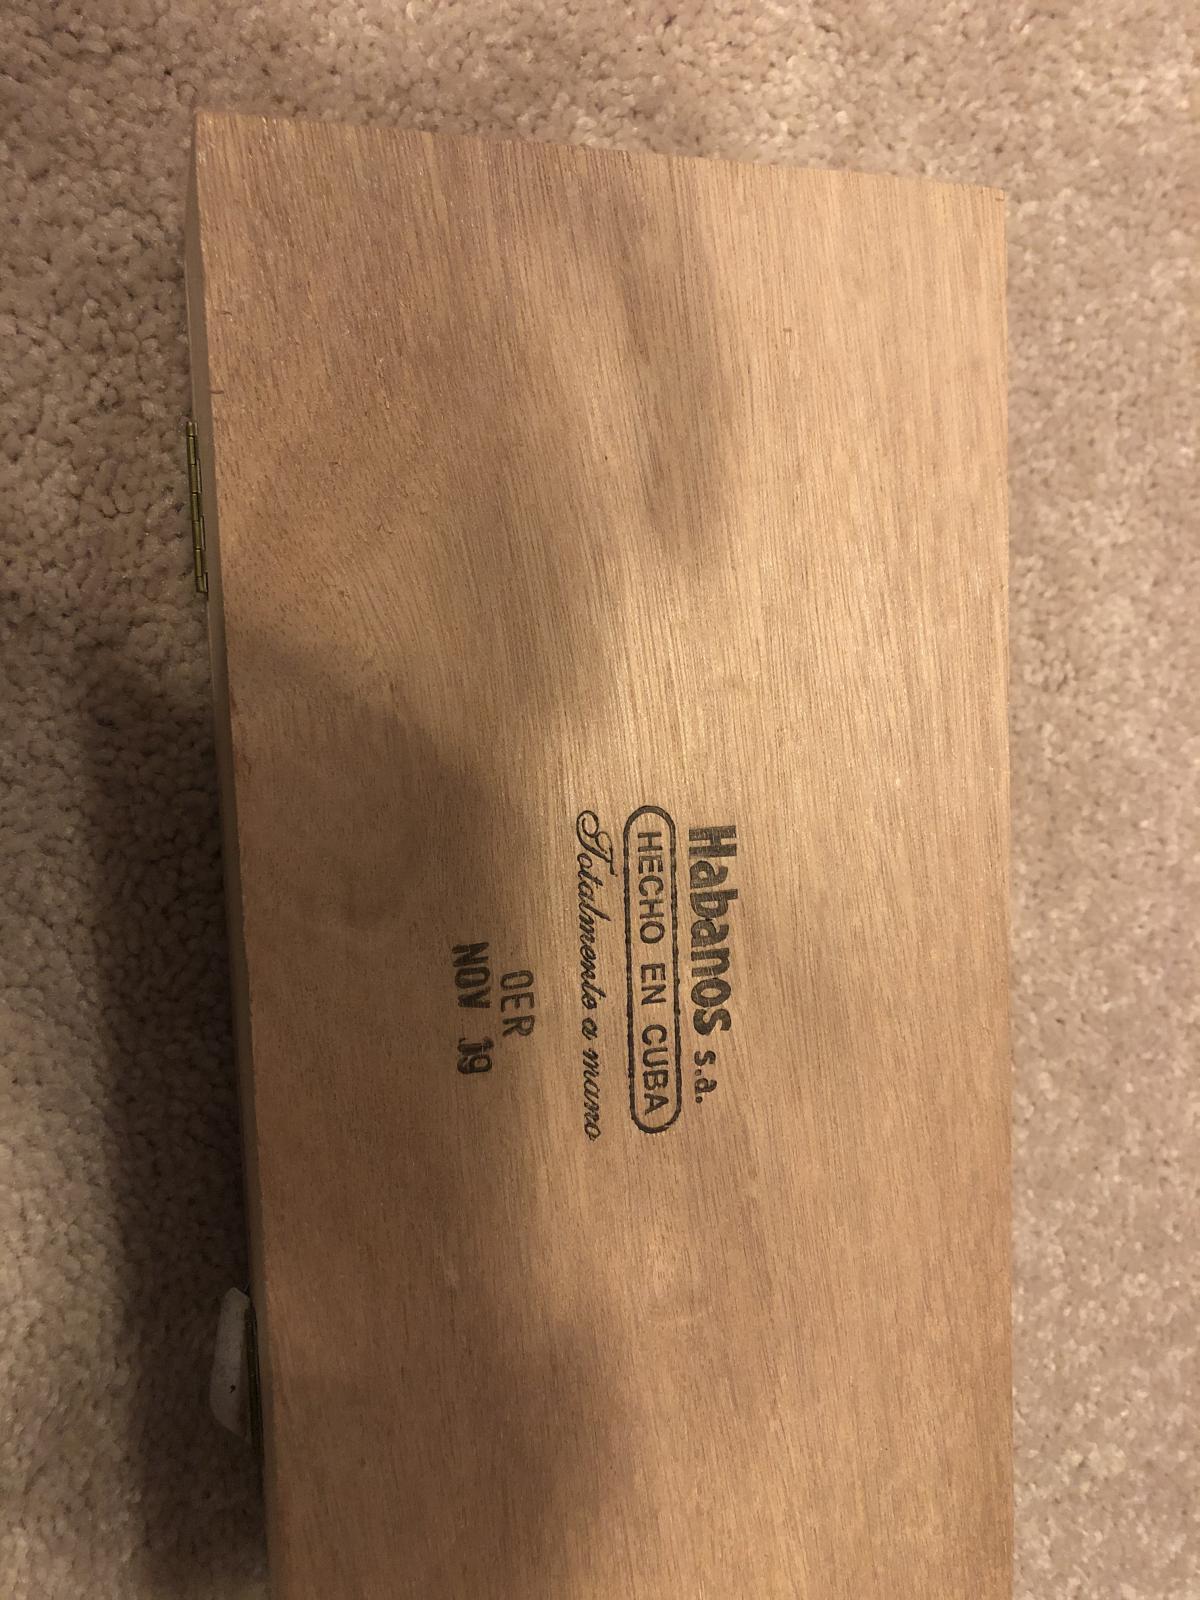 Habanos s.a.
HECHO EN CUBA
Totalmente a mano
OER
NOV 19